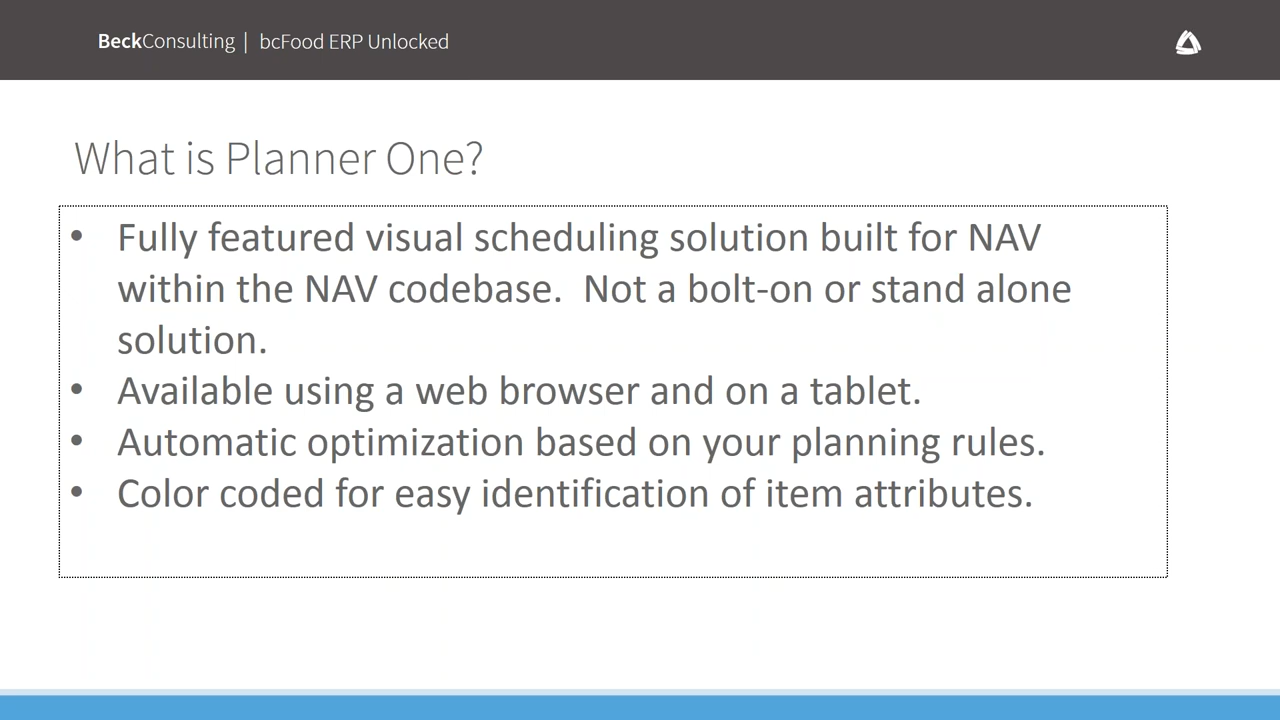 BeckConsulting | bcFood ERP Unlocked
What is Planner One?
• Fully featured visual scheduling solution built for NAV
within the NAV codebase.  Not a bolt-on or stand alone
solution.
• Available using a web browser and on a tablet.
• Automatic optimization based on your planning rules.
• Color coded for easy identification of item attributes.